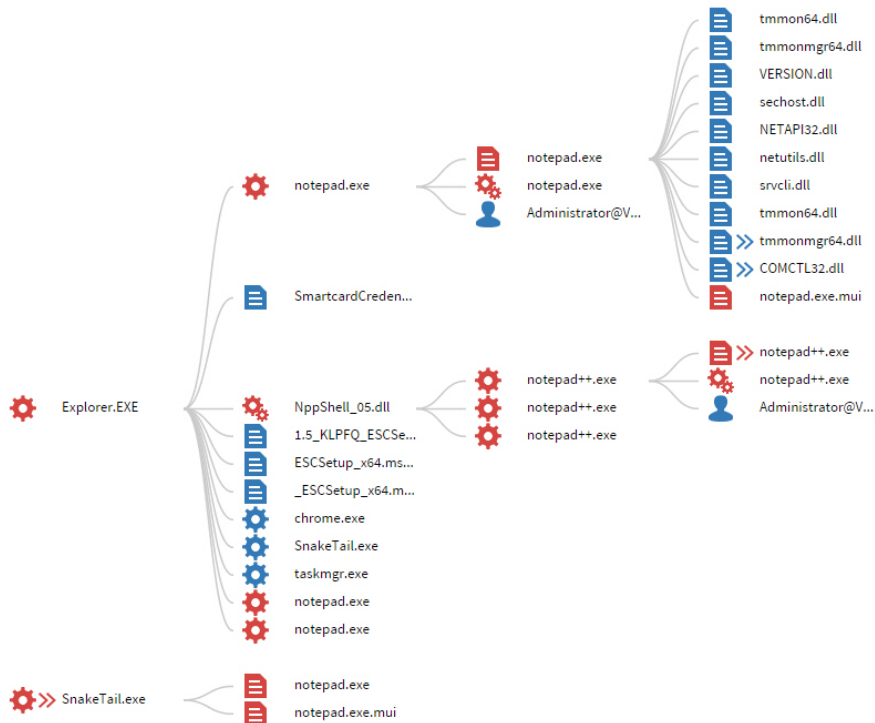 tmmon64.dll
tmmonmgr64.dll
VERSION.dll
sechost.dll
NETAPI32.dll
netutils.dll
srvcli.dll
tmmon64.dll
tmmonmgr64.dll
COMCTL32.dll
notepad.exe.mui
notepad.exe
notepad.exe
Administrator@V...
notepad.exe
SmartcardCreden...
Explorer.EXE
NppShell_05.dll
1.5_KLPFQ_ESCSe...
ESCSetup_x64.ms...
_ESCSetup_x64.m...
chrome.exe
SnakeTail.exe
taskmgr.exe
notepad.exe
notepad.exe
notepad++.exe
notepad++.exe
notepad++.exe
notepad++.exe
notepad++.exe
Administrator@V...
SnakeTail.exe
notepad.exe
notepad.exe.mui